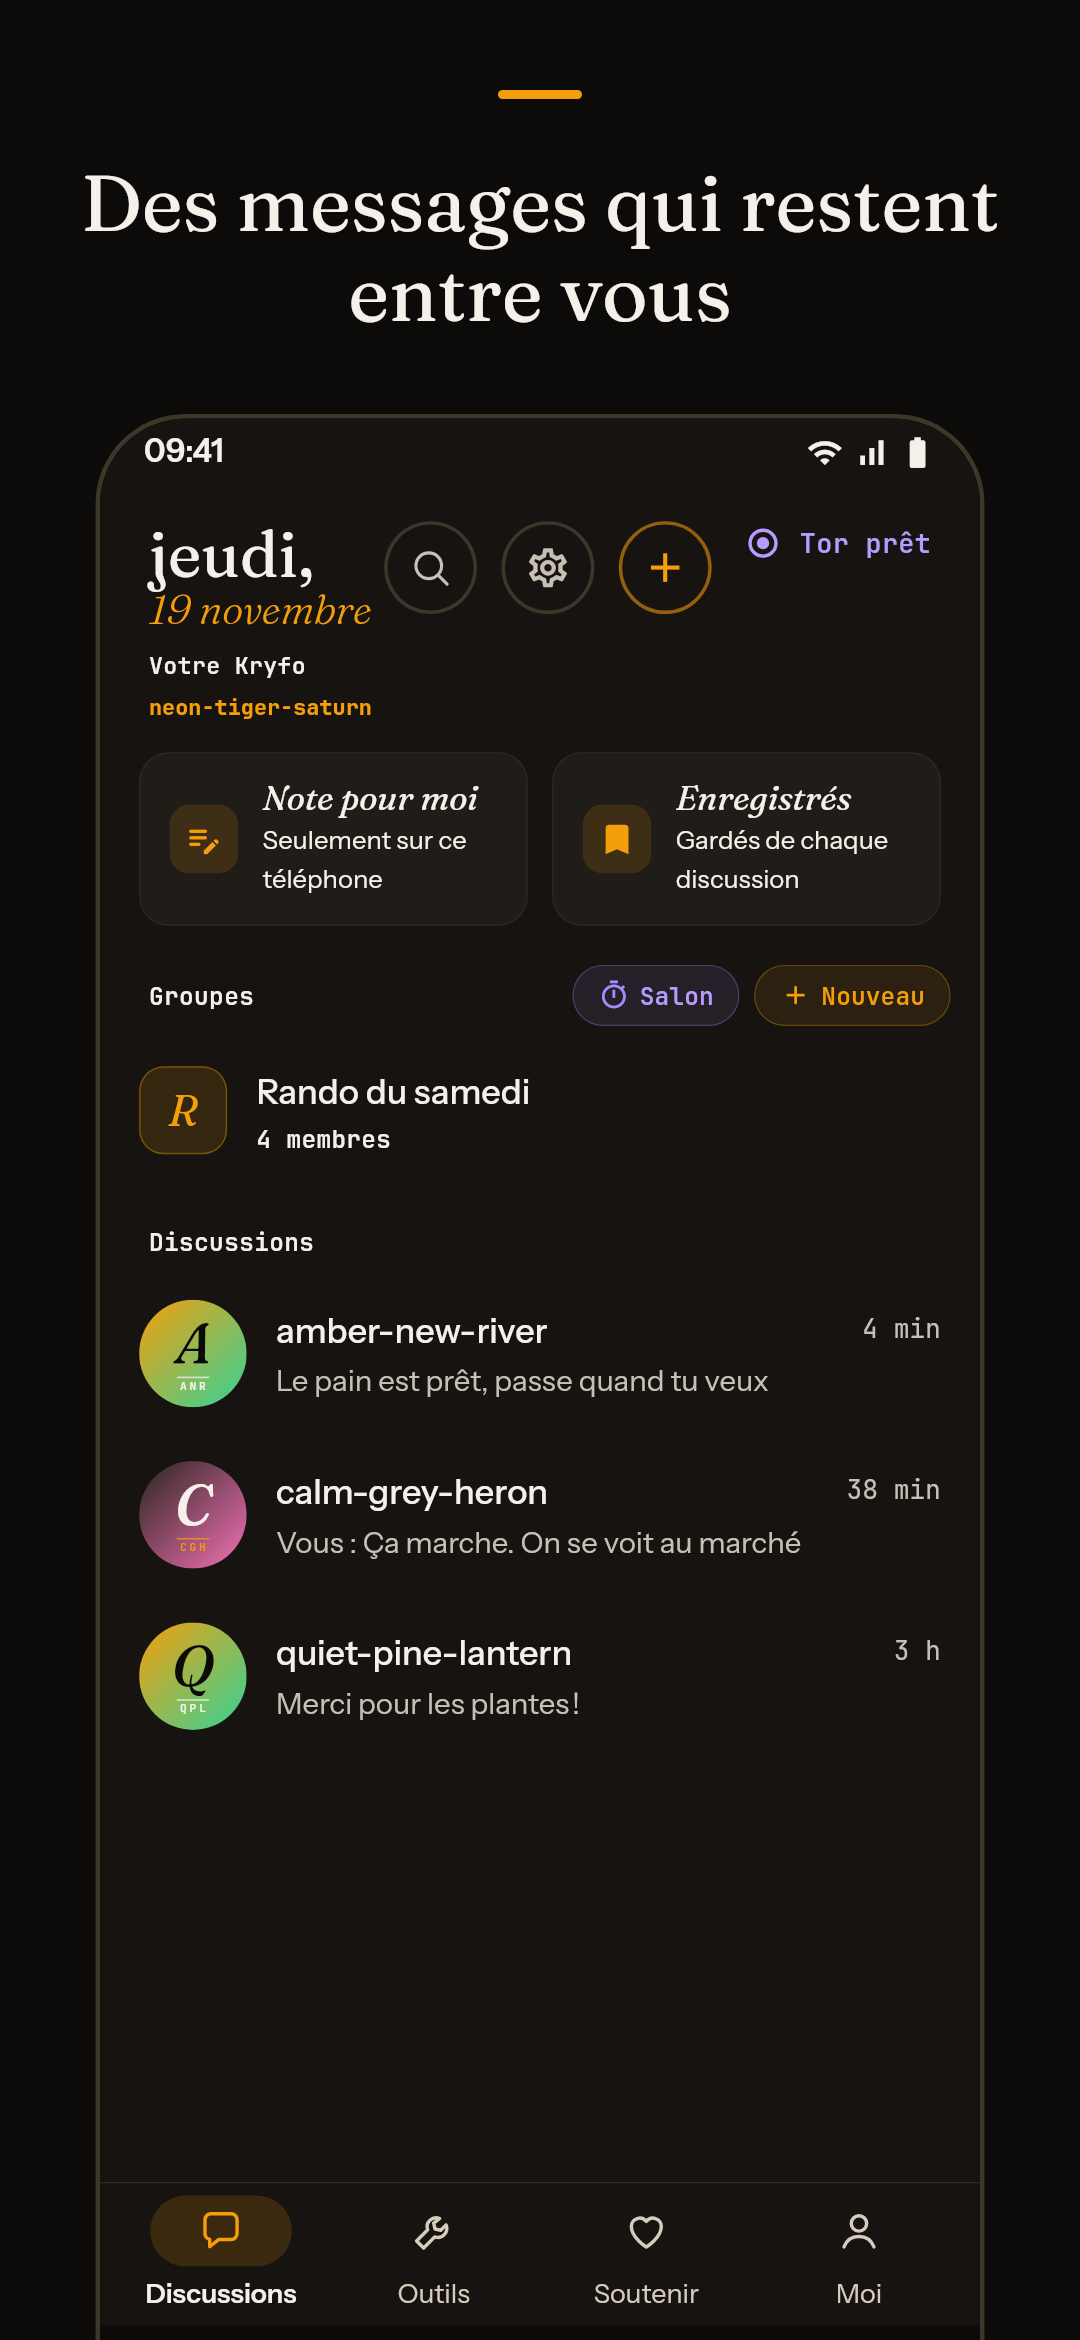 Des messages qui restent
entre vous
09:41
jeudi,
19 novembre
Tor prêt
Votre Kryfo
neon-tiger-saturn
Note pour moi
Seulement sur ce
téléphone
Enregistrés
Gardés de chaque
discussion
Groupes
Salon
Nouveau
R
Rando du samedi
4 membres
Discussions
A
ANR
amber-new-river
4 min
Le pain est prêt, passe quand tu veux
C
CGH
calm-grey-heron
38 min
Vous : Ça marche. On se voit au marché
Q
QPL
quiet-pine-lantern
3 h
Merci pour les plantes !
Discussions
Outils
Soutenir
Moi